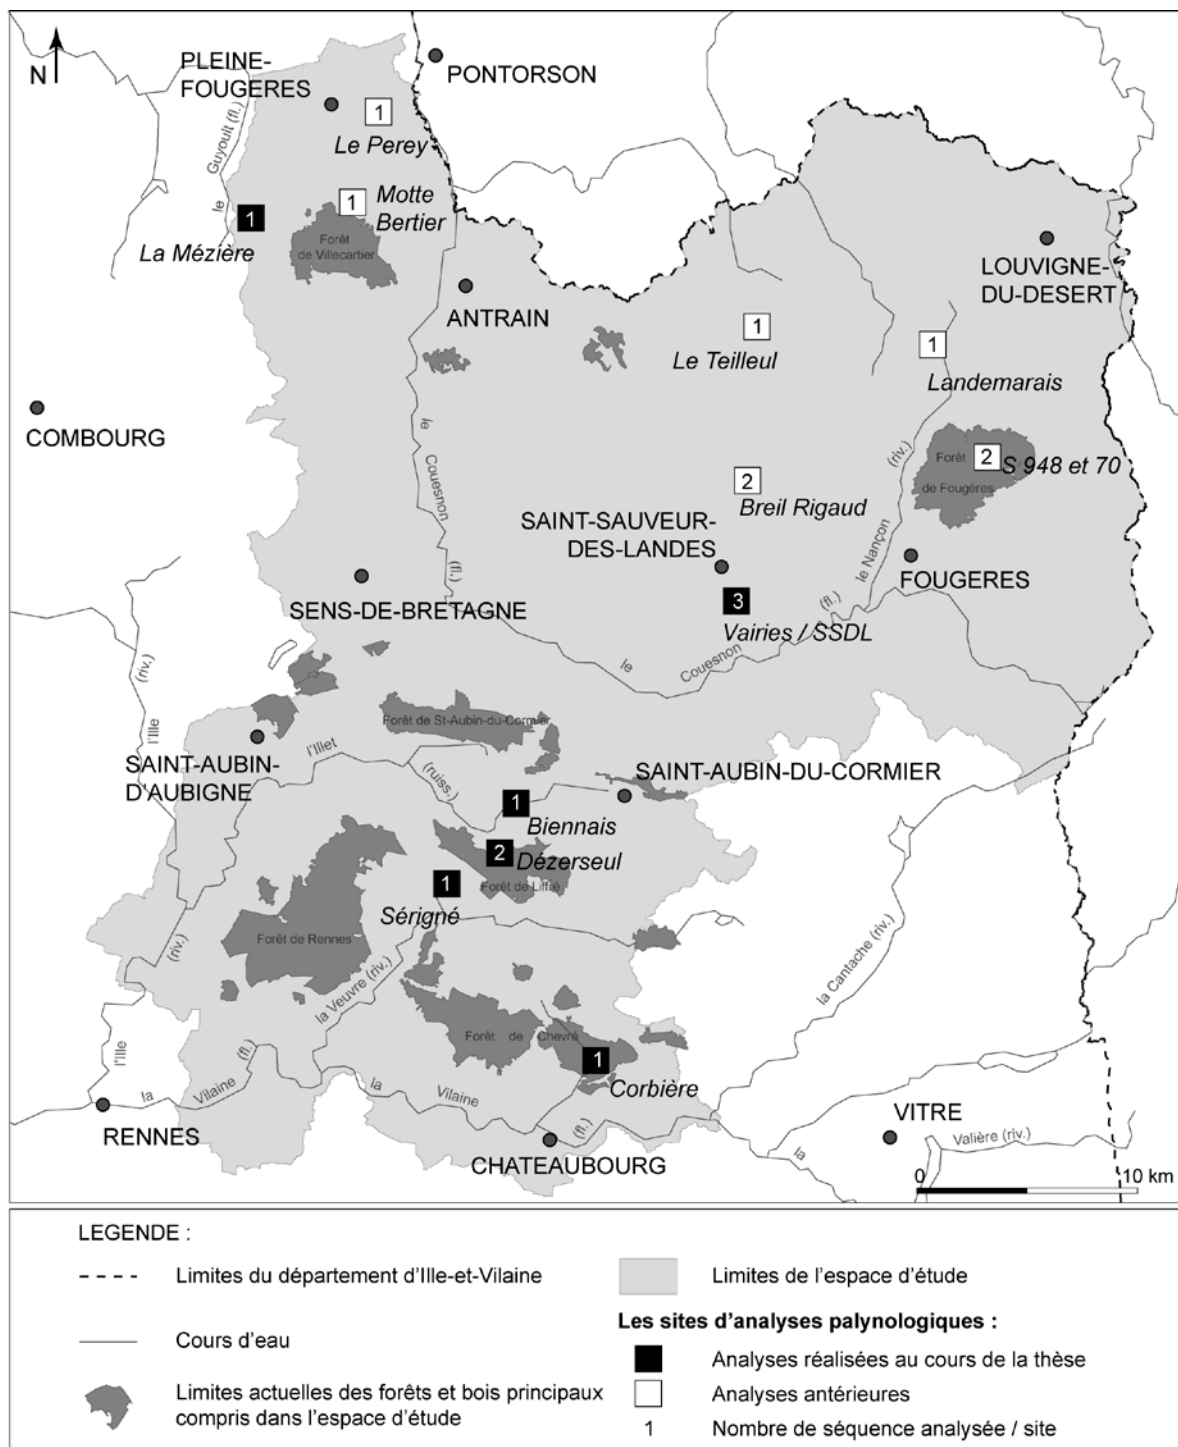 N
PLEINE-
FOUGERES
PONTORSON
1
Le Perey
le Guyoult (fl.)
1
Motte
Bertier
1
La Mézière
Forêt
de Villecartier
LOUVIGNE-
DU-DESERT
ANTRAIN
1
Le Teilleul
1
Landemarais
COMBOURG
le Couesnon (fl.)
2
S 948 et 70
Forêt
de Fougères
2
Breil Rigaud
le Nançon (riv.)
SAINT-SAUVEUR-
DES-LANDES
FOUGERES
SENS-DE-BRETAGNE
3
Vairies / SSDL
le Couesnon (fl.)
l'Ille (riv.)
Forêt de St-Aubin-du-Cormier
SAINT-AUBIN-
D'AUBIGNE
l'Illet (ruiss.)
SAINT-AUBIN-DU-CORMIER
1
Biennais
2
Dézerseul
Forêt de Liffré
1
Sérigné
Forêt de Rennes
la Veuvre (riv.)
la Cantache (riv.)
l'Ille (riv.)
Forêt de Chevré
1
Corbière
la Vilaine (fl.)
la Vilaine (fl.)
RENNES
CHATEAUBOURG
VITRE
la
Valière (riv.)
0 10 km
LEGENDE :
Limites du département d'Ille-et-Vilaine
Cours d'eau
Limites actuelles des forêts et bois principaux
compris dans l'espace d'étude
Limites de l'espace d'étude
Les sites d'analyses palynologiques :
Analyses réalisées au cours de la thèse
Analyses antérieures
1 Nombre de séquence analysée / site